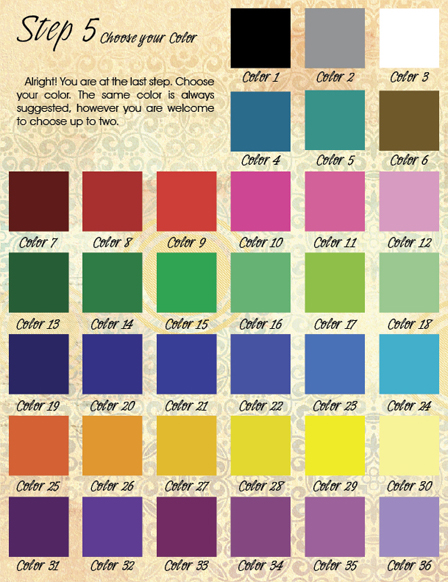 Step 5 Choose your Color
Alright! You are at the last step. Choose
your color. The same color is always
suggested, however you are welcome
to choose up to two.
Color 1 Color 2 Color 3
Color 4 Color 5 Color 6
Color 7 Color 8 Color 9 Color 10 Color 11 Color 12
Color 13 Color 14 Color 15 Color 16 Color 17 Color 18
Color 19 Color 20 Color 21 Color 22 Color 23 Color 24
Color 25 Color 26 Color 27 Color 28 Color 29 Color 30
Color 31 Color 32 Color 33 Color 34 Color 35 Color 36